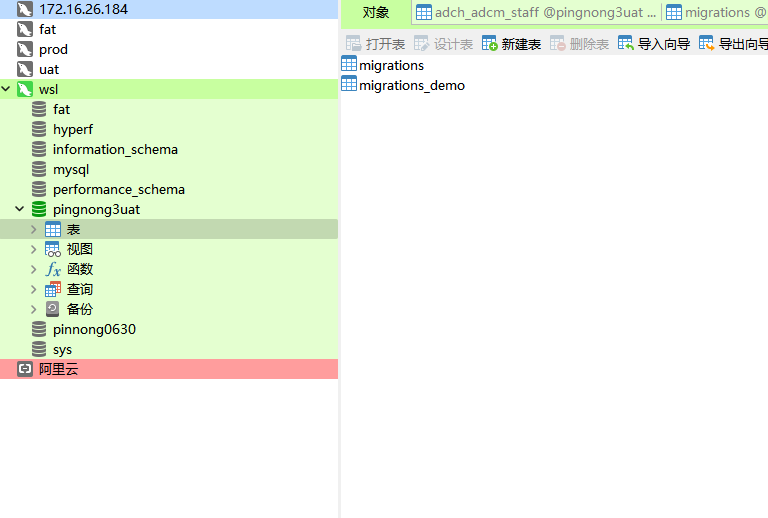 172.16.26.184
fat
prod
uat
wsl
fat
hyperf
information_schema
mysql
performance_schema
pingnong3uat
表
视图
函数
查询
备份
pinnong0630
sys
阿里云
对象 adch_adcm_staff @pingnong3uat ... migrations @
打开表 设计表 新建表 删除表 导入向导 导出向导
migrations
migrations_demo